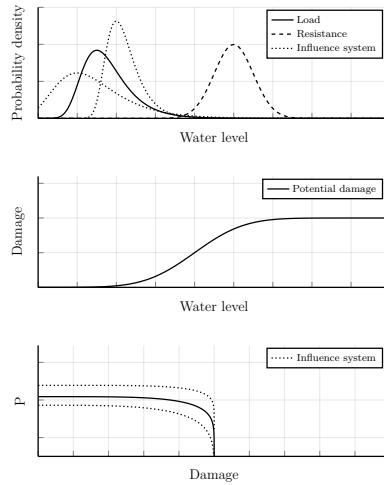 Probability density
Load
Resistance
Influence system
Water level
Damage
Potential damage
Water level
P
Influence system
Damage